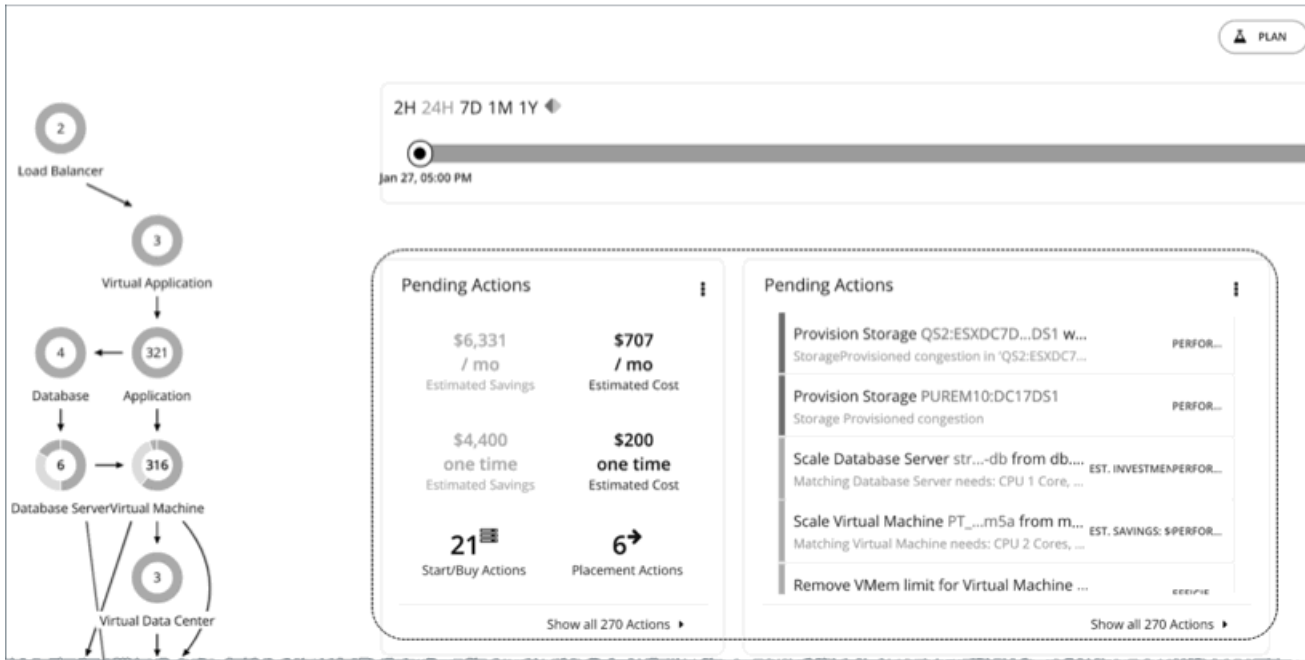 PLAN
2H 24H 7D 1M 1Y
Jan 27, 05:00 PM
2
Load Balancer
3
Virtual Application
4
321
Database
Application
6
316
Database Server
Virtual Machine
3
Virtual Data Center
Pending Actions
$6,331
/ mo
Estimated Savings
$707
/ mo
Estimated Cost
$4,400
one time
Estimated Savings
$200
one time
Estimated Cost
21
Start/Buy Actions
6
Placement Actions
Show all 270 Actions
Pending Actions
Provision Storage QS2:ESXDC7D...DS1 w...
StorageProvisioned congestion in 'QS2:ESXDC7...
PERFOR...
Provision Storage PUREM10:DC17DS1
Storage Provisioned congestion
PERFOR...
Scale Database Server str...-db from db....
Matching Database Server needs: CPU 1 Core, ...
EST. INVESTMEN
PERFOR...
Scale Virtual Machine PT_...m5a from m...
Matching Virtual Machine needs: CPU 2 Cores, ...
EST. SAVINGS:
PERFOR...
Remove VMem limit for Virtual Machine ...
Show all 270 Actions